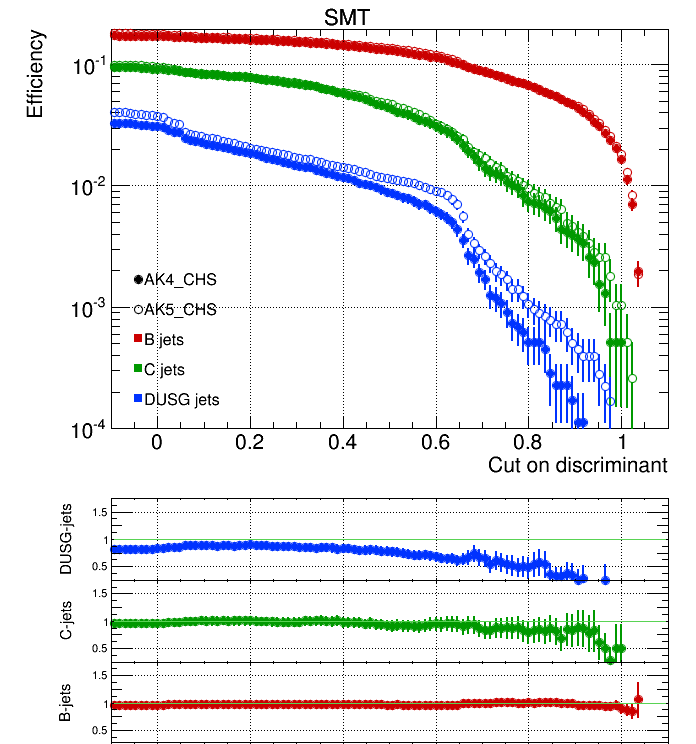 SMT
Efficiency
10^-1
10^-2
10^-3
10^-4
AK4_CHS
AK5_CHS
B jets
C jets
DUSG jets
0 0.2 0.4 0.6 0.8 1
Cut on discriminant
DUSG-jets
1.5
1
0.5
C-jets
1.5
1
0.5
B-jets
1.5
1
0.5